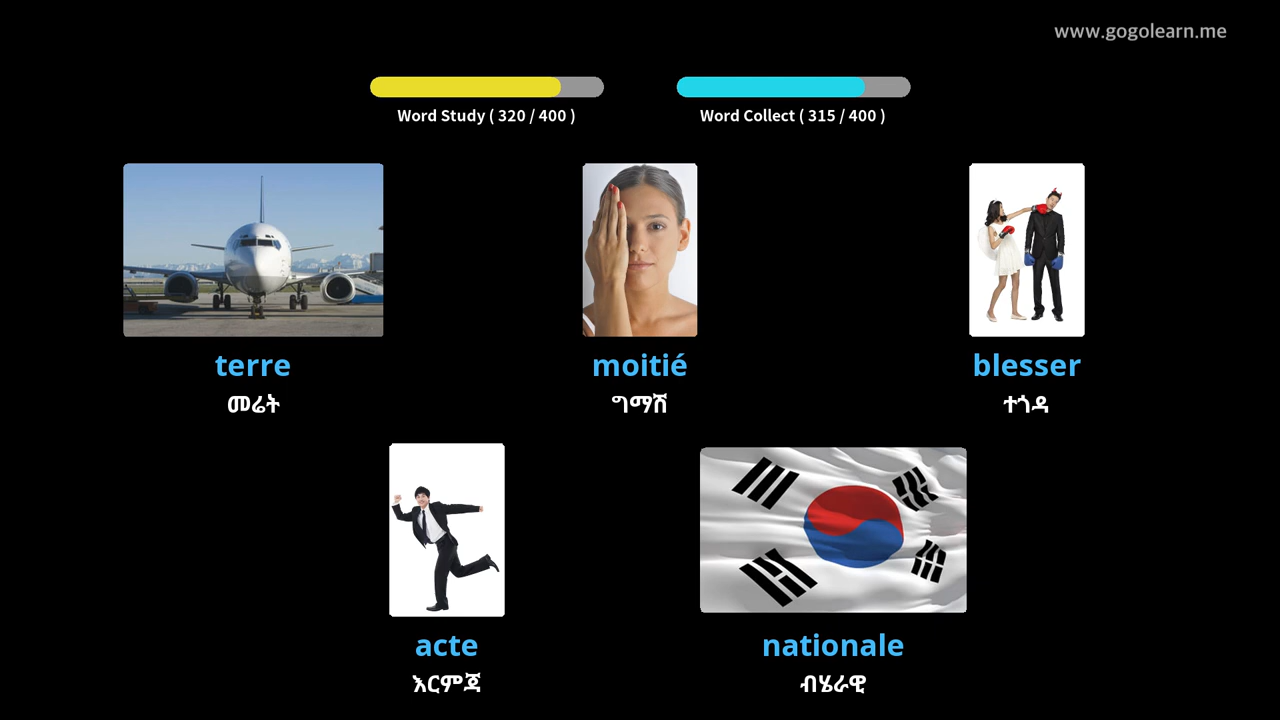 www.gogolearn.me
Word Study ( 320 / 400 )
Word Collect ( 315 / 400 )
terre
መሬት
moitié
ግማሽ
blesser
ተጎዳ
acte
እርምጃ
nationale
ብሄራዊ